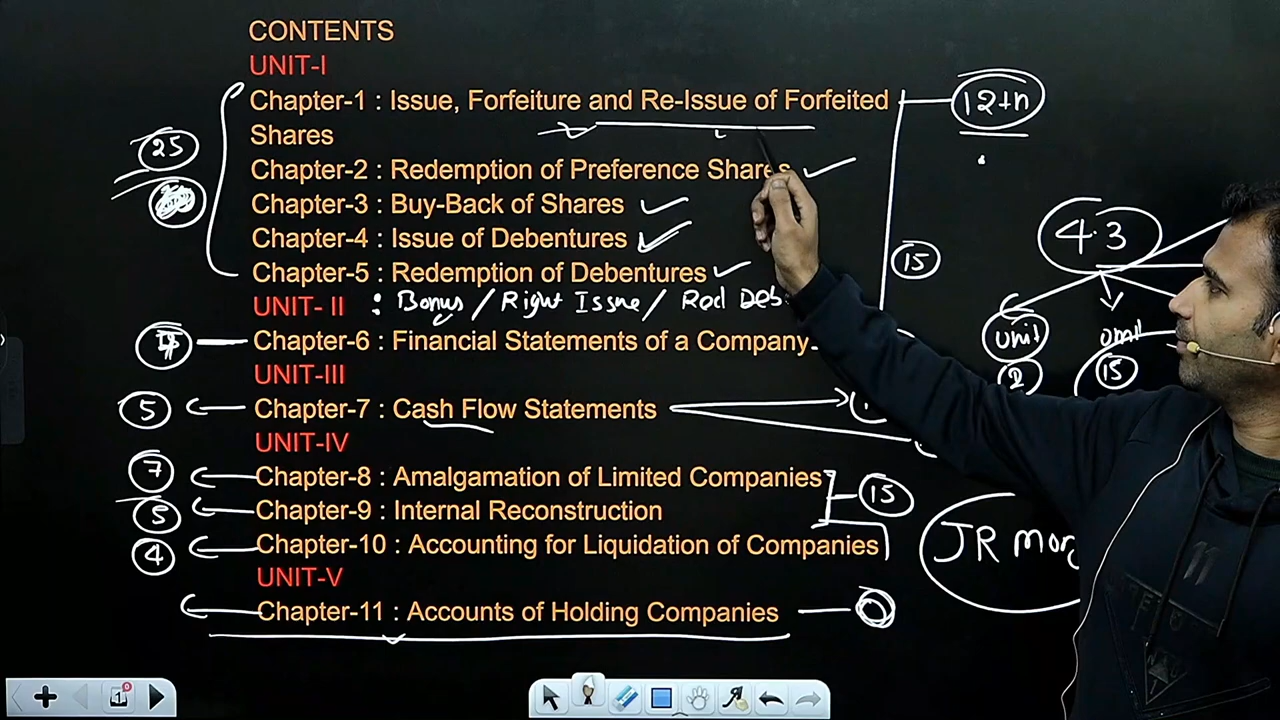 CONTENTS
UNIT-I
Chapter-1 : Issue, Forfeiture and Re-Issue of Forfeited
12+n
Shares
25
Chapter-2 : Redemption of Preference Shares
Chapter-3 : Buy-Back of Shares
Chapter-4 : Issue of Debentures
4.3
Chapter-5 : Redemption of Debentures
15
UNIT- II : Bonus / Right Issue / Red Deb
Chapter-6 : Financial Statements of a Company
unit
omit
UNIT-III
2
15
5
Chapter-7 : Cash Flow Statements
UNIT-IV
7
Chapter-8 : Amalgamation of Limited Companies
15
5
Chapter-9 : Internal Reconstruction
4
Chapter-10 : Accounting for Liquidation of Companies
JR mor
UNIT-V
Chapter-11 : Accounts of Holding Companies
1